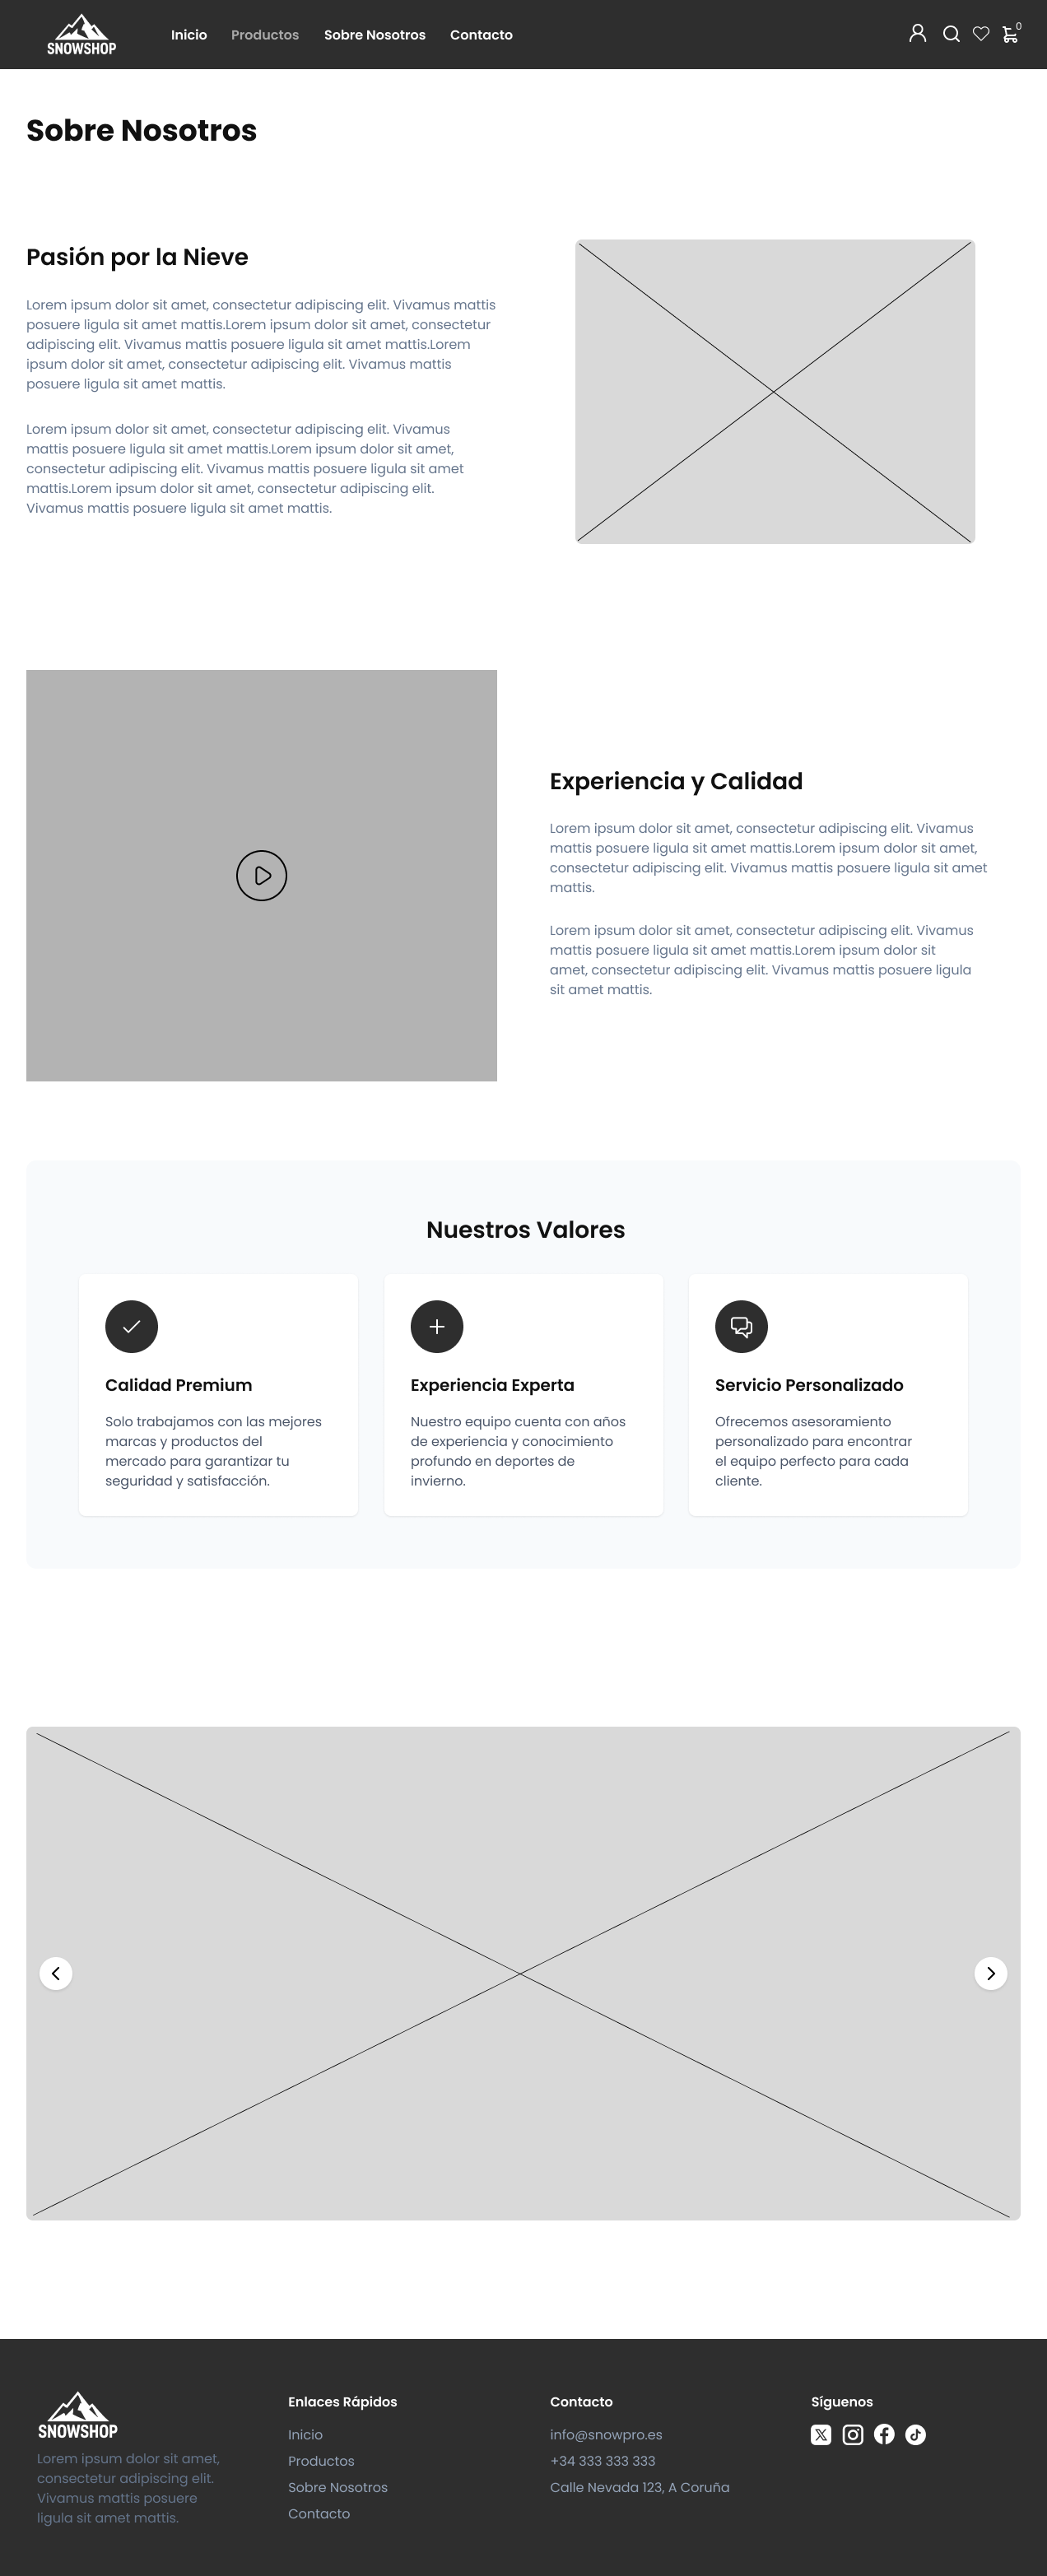 SNOWSHOP
Inicio Productos Sobre Nosotros Contacto
0
Sobre Nosotros
Pasión por la Nieve
Lorem ipsum dolor sit amet, consectetur adipiscing elit. Vivamus mattis
posuere ligula sit amet mattis.Lorem ipsum dolor sit amet, consectetur
adipiscing elit. Vivamus mattis posuere ligula sit amet mattis.Lorem
ipsum dolor sit amet, consectetur adipiscing elit. Vivamus mattis
posuere ligula sit amet mattis.
Lorem ipsum dolor sit amet, consectetur adipiscing elit. Vivamus
mattis posuere ligula sit amet mattis.Lorem ipsum dolor sit amet,
consectetur adipiscing elit. Vivamus mattis posuere ligula sit amet
mattis.Lorem ipsum dolor sit amet, consectetur adipiscing elit.
Vivamus mattis posuere ligula sit amet mattis.
Experiencia y Calidad
Lorem ipsum dolor sit amet, consectetur adipiscing elit. Vivamus
mattis posuere ligula sit amet mattis.Lorem ipsum dolor sit amet,
consectetur adipiscing elit. Vivamus mattis posuere ligula sit amet
mattis.
Lorem ipsum dolor sit amet, consectetur adipiscing elit. Vivamus
mattis posuere ligula sit amet mattis.Lorem ipsum dolor sit
amet, consectetur adipiscing elit. Vivamus mattis posuere ligula
sit amet mattis.
Nuestros Valores
Calidad Premium
Solo trabajamos con las mejores
marcas y productos del
mercado para garantizar tu
seguridad y satisfacción.
Experiencia Experta
Nuestro equipo cuenta con años
de experiencia y conocimiento
profundo en deportes de
invierno.
Servicio Personalizado
Ofrecemos asesoramiento
personalizado para encontrar
el equipo perfecto para cada
cliente.
SNOWSHOP
Lorem ipsum dolor sit amet,
consectetur adipiscing elit.
Vivamus mattis posuere
ligula sit amet mattis.
Enlaces Rápidos
Inicio
Productos
Sobre Nosotros
Contacto
Contacto
info@snowpro.es
+34 333 333 333
Calle Nevada 123, A Coruña
Síguenos